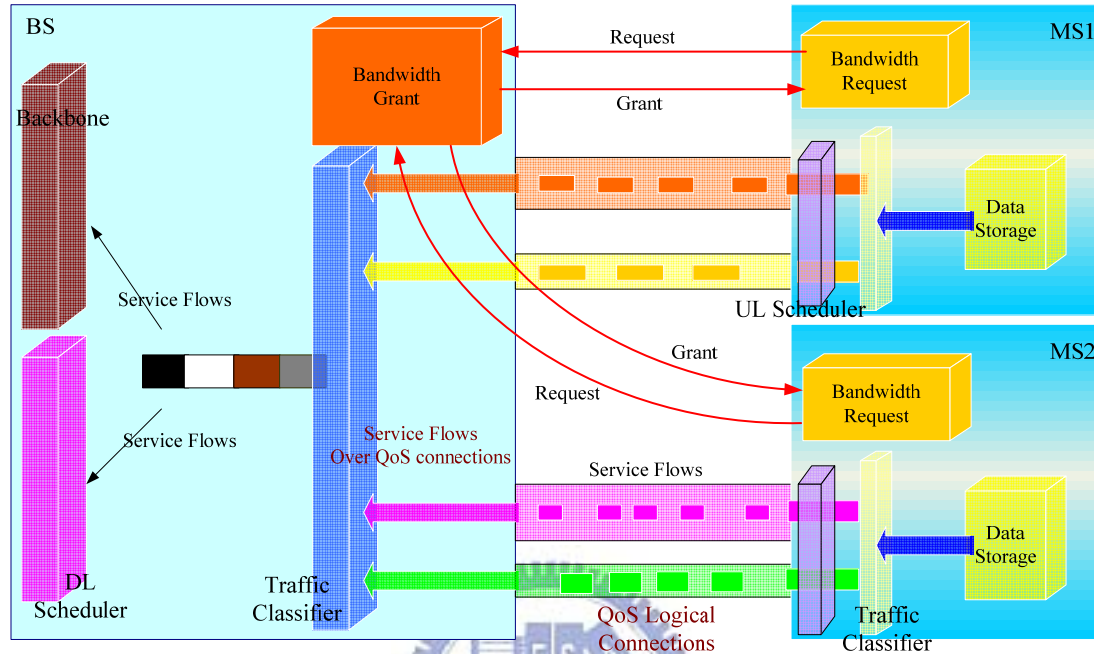 BS
Backbone
Bandwidth
Grant
Request
Grant
MS1
Bandwidth
Request
Data
Storage
UL Scheduler
Service Flows
Service Flows
Service Flows
Over QoS connections
Grant
Request
MS2
Bandwidth
Request
Service Flows
Data
Storage
DL
Scheduler
Traffic
Classifier
QoS Logical
Connections
Traffic
Classifier